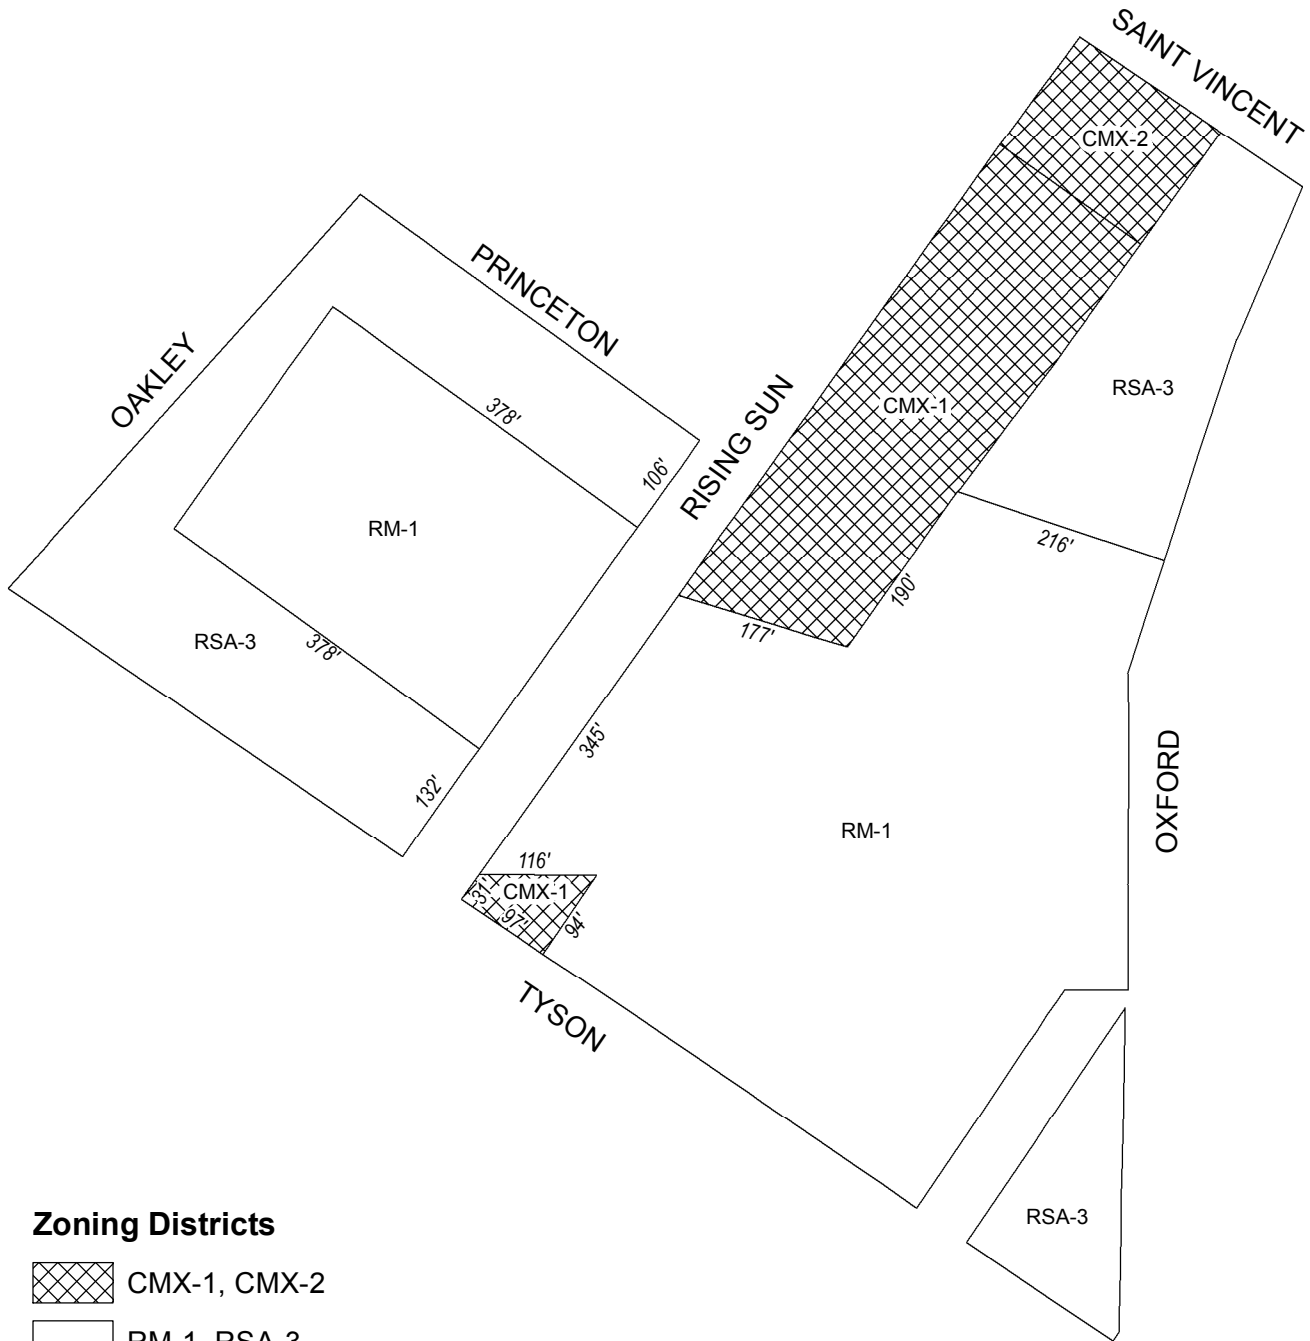 SAINT VINCENT
CMX-2
PRINCETON
OAKLEY
RISING SUN
CMX-1
RSA-3
378'
106'
RM-1
216'
190'
177'
RSA-3
378'
345'
132'
OXFORD
RM-1
116'
31'
CMX-1
97'
94'
TYSON
RSA-3
Zoning Districts
CMX-1, CMX-2
RM-1, RSA-3